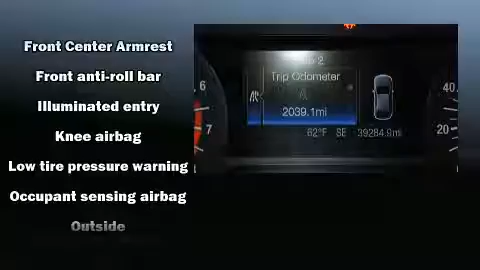 Front Center Armrest
Front anti-roll bar
Illuminated entry
Knee airbag
Low tire pressure warning
Occupant sensing airbag
Outside
Trip Odometer
2039.1mi
62°F SE 39284.9mi
6
7
40
20